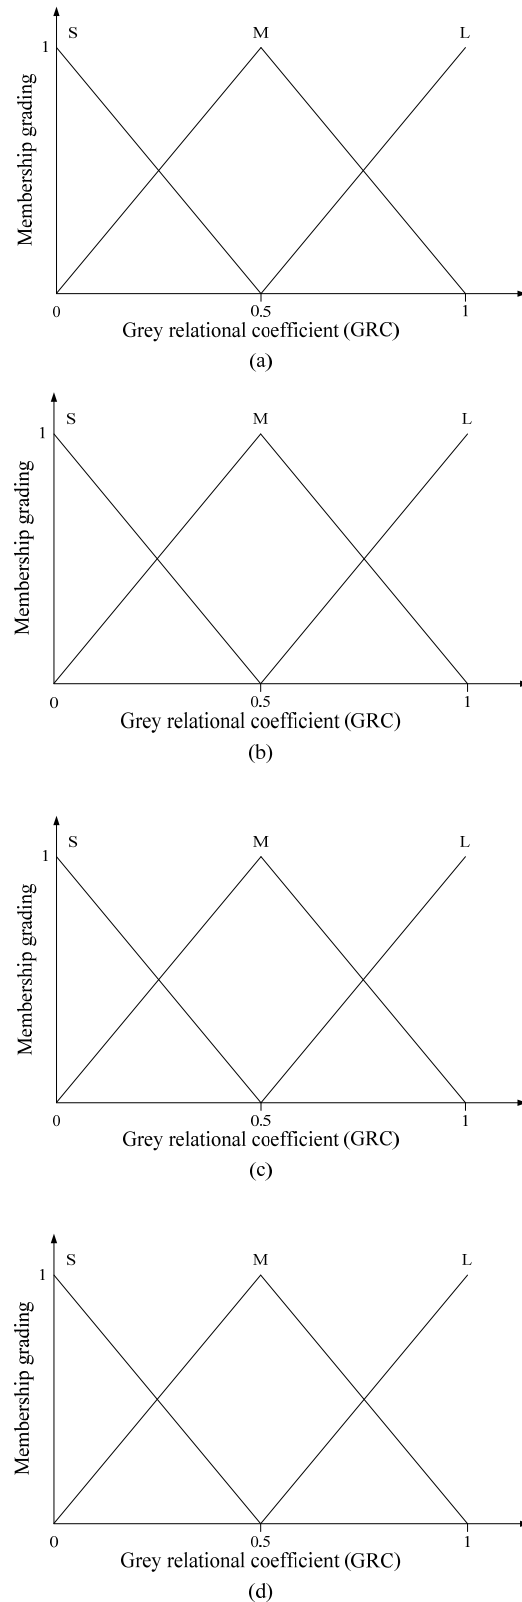 S M L
1
Membership grading
0 0.5 1
Grey relational coefficient (GRC)
(a)
S M L
1
Membership grading
0 0.5 1
Grey relational coefficient (GRC)
(b)
S M L
1
Membership grading
0 0.5 1
Grey relational coefficient (GRC)
(c)
S M L
1
Membership grading
0 0.5 1
Grey relational coefficient (GRC)
(d)